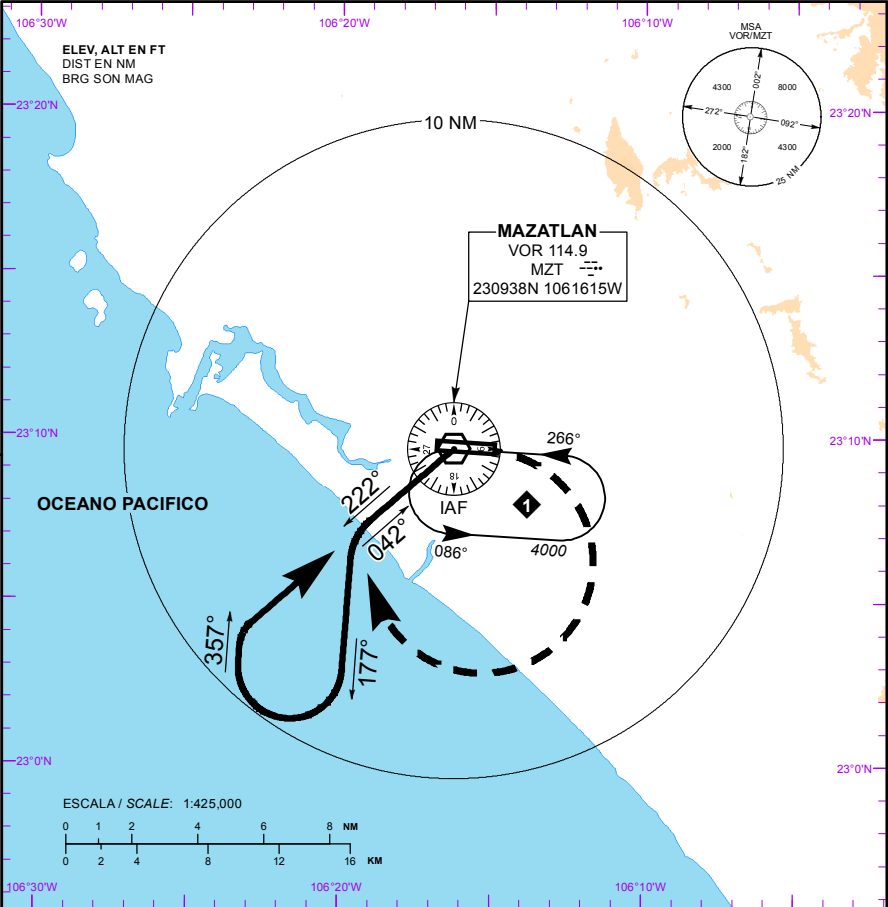 106°30'W
106°20'W
106°10'W
ELEV, ALT EN FT
DIST EN NM
BRG SON MAG
MSA
VOR/MZT
4300
8000
002°
272°
092°
2000
4300
182°
25 NM
23°20'N
23°20'N
10 NM
MAZATLAN
VOR 114.9
MZT
230938N 1061615W
0
27
9
18
23°10'N
23°10'N
266°
IAF
1
OCEANO PACIFICO
222°
042°
086°
4000
357°
177°
23°0'N
23°0'N
ESCALA / SCALE: 1:425,000
0 1 2 4 6 8 NM
0 2 4 8 12 16 KM
106°30'W
106°20'W
106°10'W